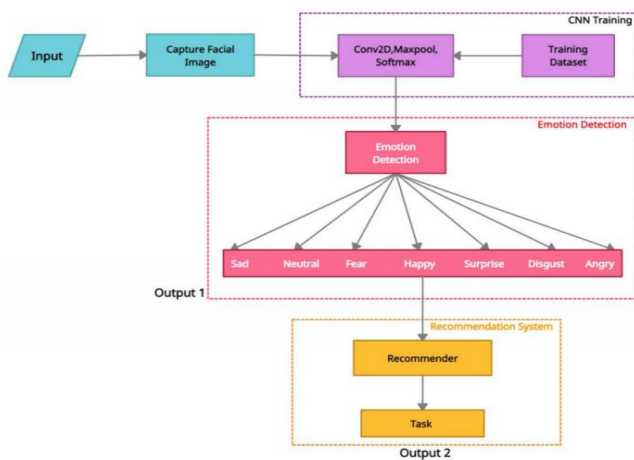 CNN Training
Input
Capture Facial
Image
Conv2D,Maxpool,
Softmax
Training
Dataset
Emotion Detection
Emotion
Detection
Sad Neutral Fear Happy Surprise Disgust Angry
Output 1
Recommendation System
Recommender
Task
Output 2